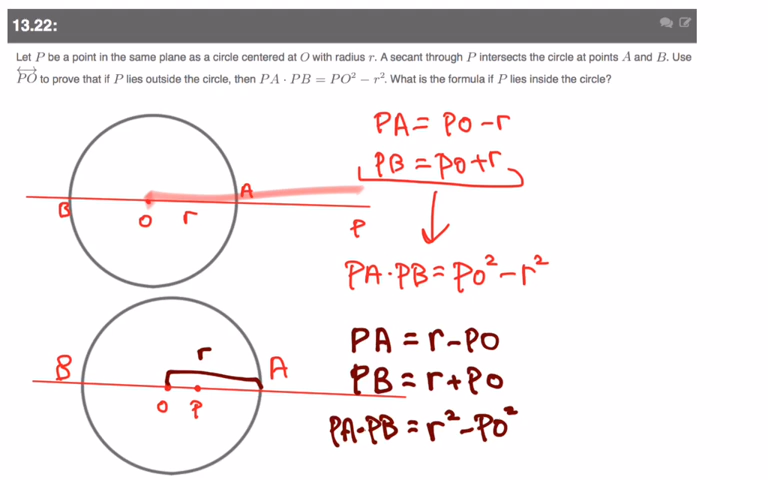 13.22:
Let P be a point in the same plane as a circle centered at O with radius r. A secant through P intersects the circle at points A and B. Use
$\overleftrightarrow{PO}$ to prove that if P lies outside the circle, then PA · PB = PO² − r². What is the formula if P lies inside the circle?
PA = PO − r
PB = PO + r
B O r A P
PA · PB = PO² − r²
r
B O P A
PA = r − PO
PB = r + PO
PA · PB = r² − PO²